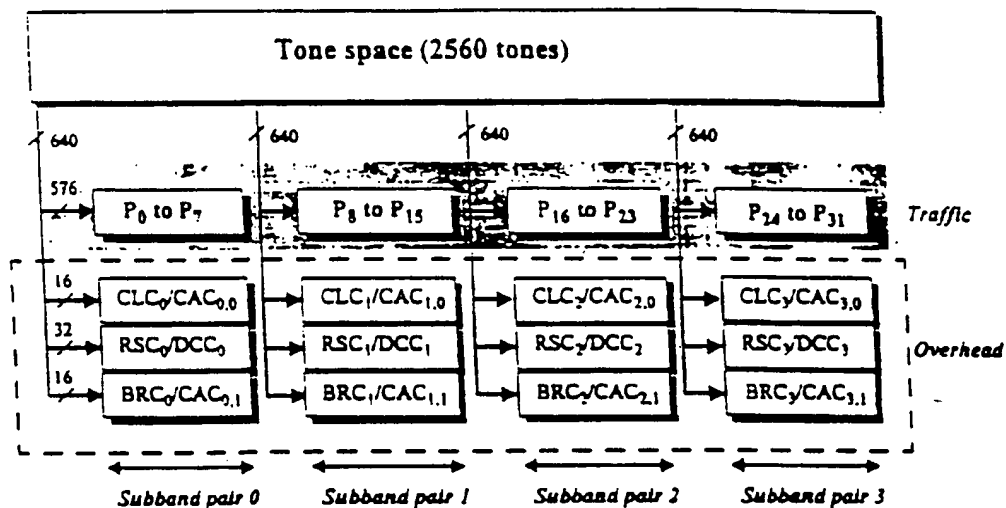 Tone space (2560 tones)
640 640 640 640
576
P0 to P7 P8 to P15 P16 to P23 P24 to P31 Traffic
16
CLC0/CAC0,0 CLC1/CAC1,0 CLC2/CAC2,0 CLC3/CAC3,0
32
RSC0/DCC0 RSC1/DCC1 RSC2/DCC2 RSC3/DCC3 Overhead
16
BRC0/CAC0,1 BRC1/CAC1,1 BRC2/CAC2,1 BRC3/CAC3,1
Subband pair 0 Subband pair 1 Subband pair 2 Subband pair 3